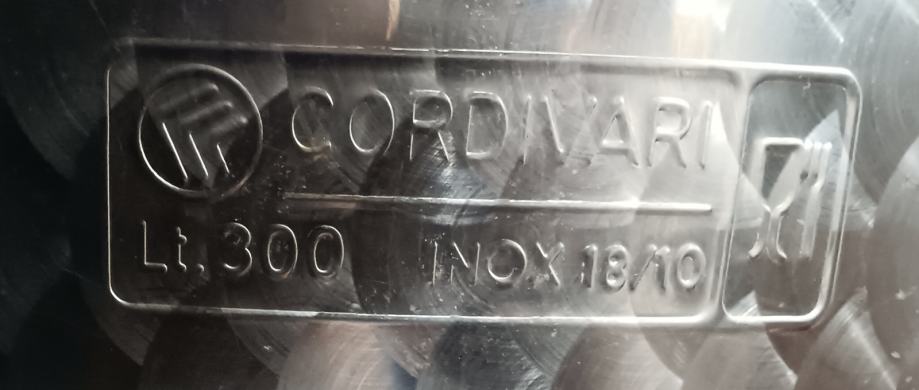 CORDIVARI
Lt. 300 INOX 18/10